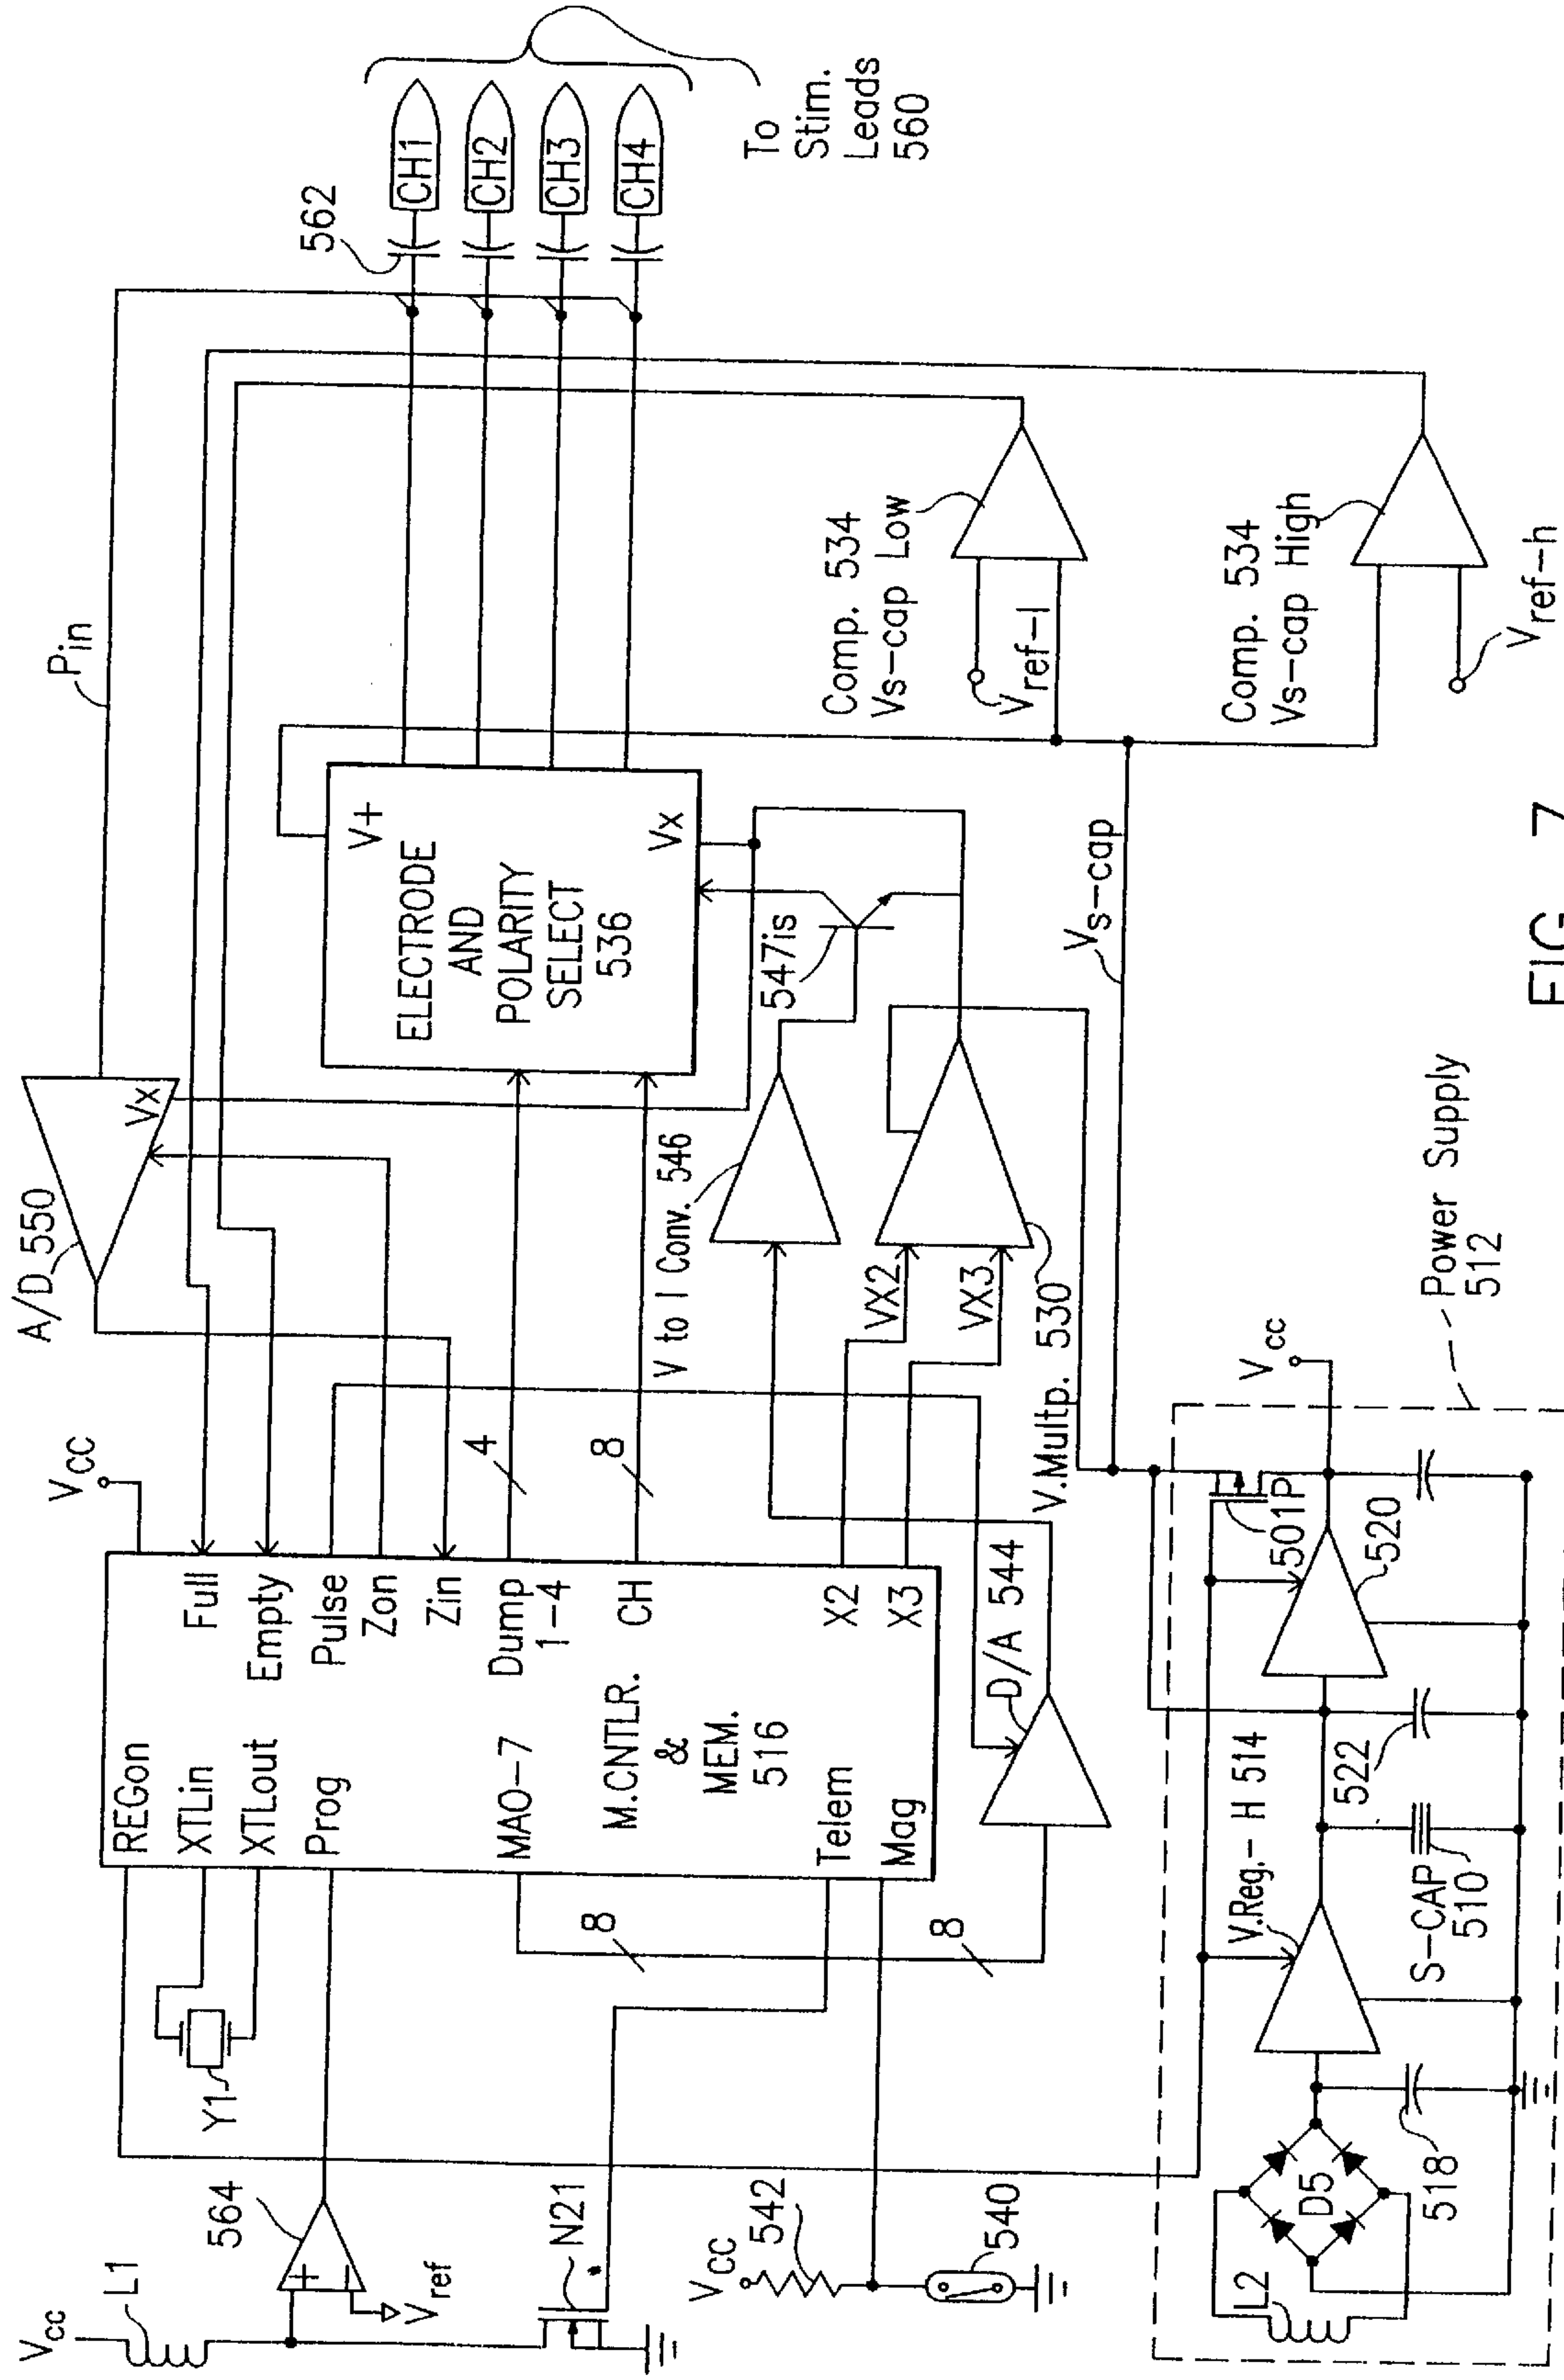 Vcc
L1
564
Vref
N21
*
Vcc
542
540
Y1
REGon
XTLin
XTLout
Prog
MAO-7
Telem
Mag
M.CNTLR.
&
MEM.
516
Full
Empty
Pulse
Zon
Zin
Dump
1-4
CH
X2
X3
Vcc
8
8
4
8
D/A 544
A/D 550
Vx
Pin
V to I Conv. 546
VX2
VX3
V.Multp. 530
547is
ELECTRODE
AND
POLARITY
SELECT
536
V+
Vx
562
CH1
CH2
CH3
CH4
To
Stim.
Leads
560
Comp. 534
Vs-cap Low
Vref-l
Comp. 534
Vs-cap High
Vref-h
Vs-cap
L2
D5
518
V.Reg.- H 514
S-CAP
510
522
520
501P
Vcc
Power Supply
512
FIG. 7